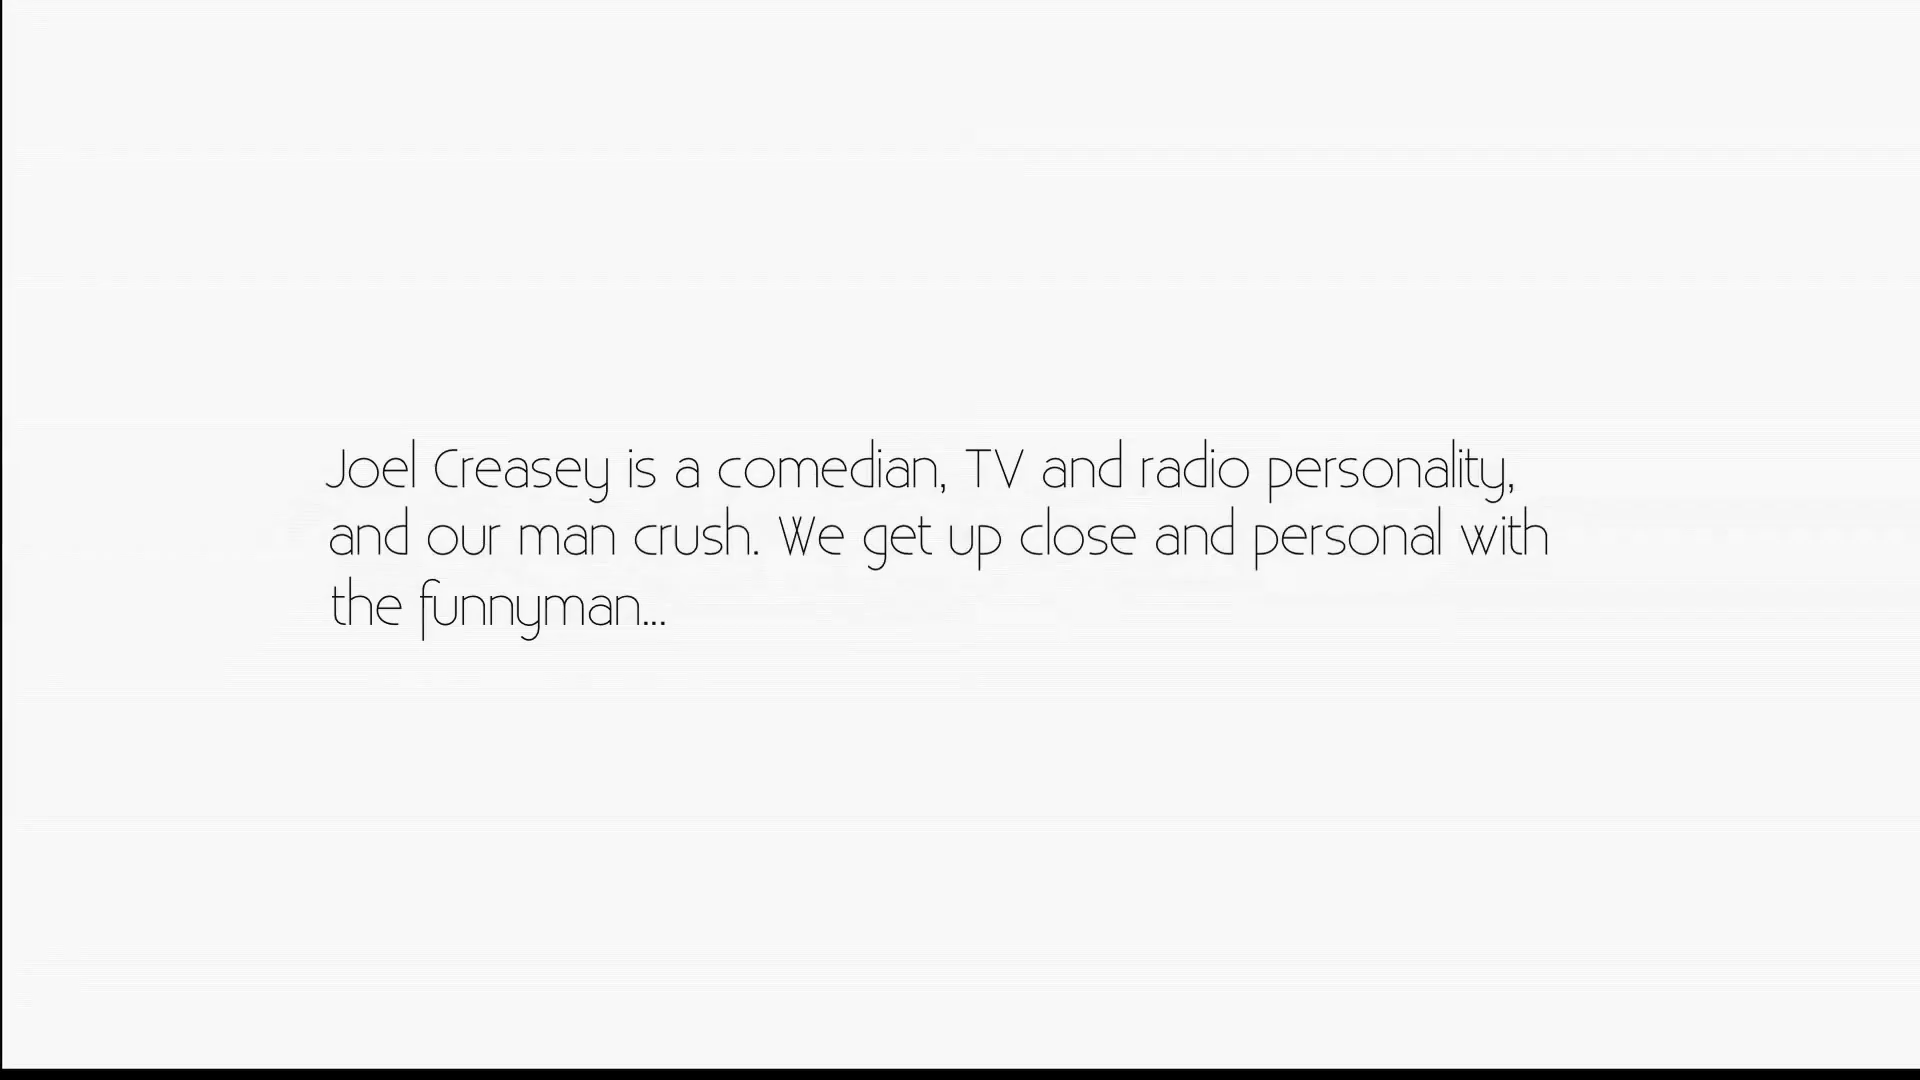 Joel Creasey is a comedian, TV and radio personality,
and our man crush. We get up close and personal with
the funnyman...